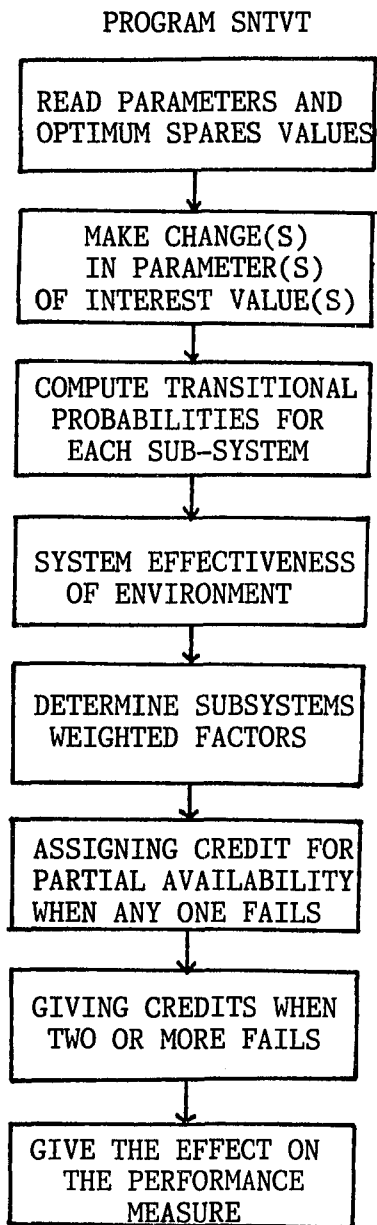 PROGRAM SNTVT
READ PARAMETERS AND
OPTIMUM SPARES VALUES
MAKE CHANGE(S)
IN PARAMETER(S)
OF INTEREST VALUE(S)
COMPUTE TRANSITIONAL
PROBABILITIES FOR
EACH SUB-SYSTEM
SYSTEM EFFECTIVENESS
OF ENVIRONMENT
DETERMINE SUBSYSTEMS
WEIGHTED FACTORS
ASSIGNING CREDIT FOR
PARTIAL AVAILABILITY
WHEN ANY ONE FAILS
GIVING CREDITS WHEN
TWO OR MORE FAILS
GIVE THE EFFECT ON
THE PERFORMANCE
MEASURE